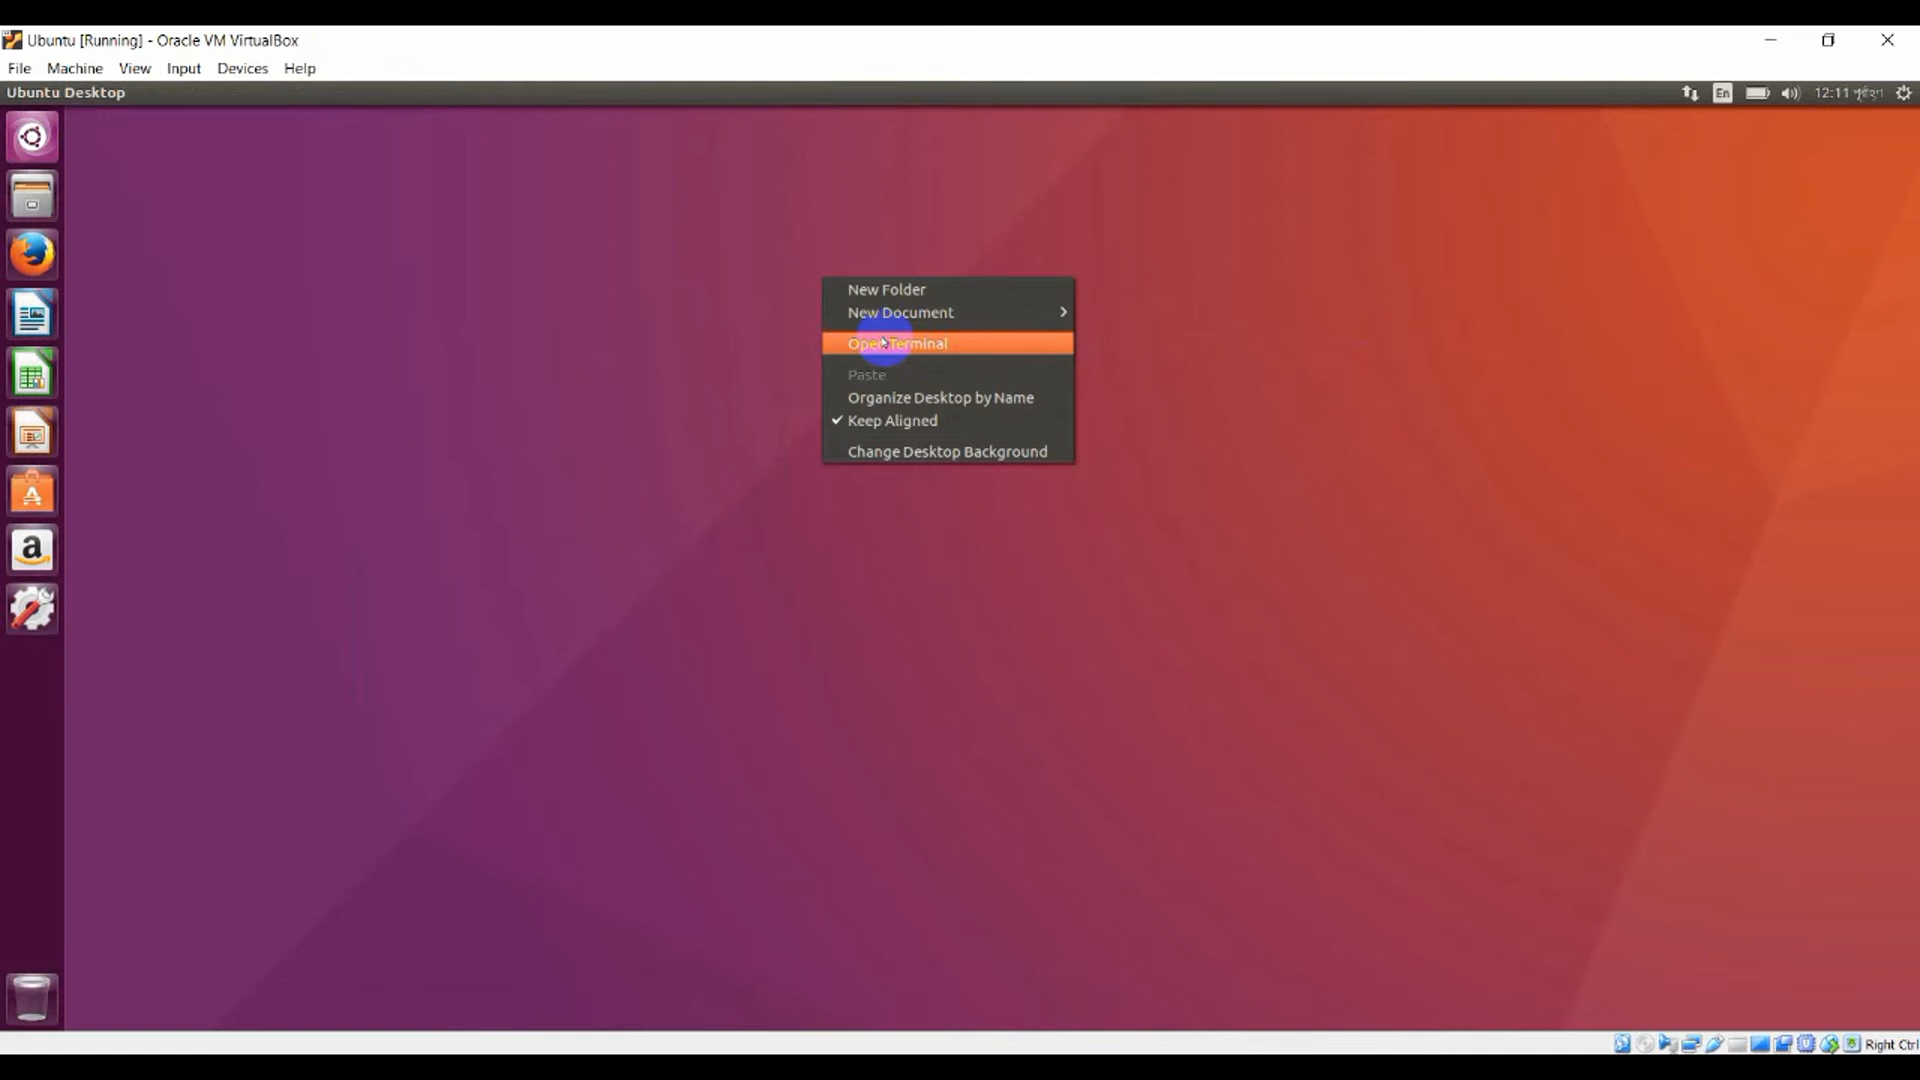 Ubuntu [Running] - Oracle VM VirtualBox
File Machine View Input Devices Help
Ubuntu Desktop
En
12:11 পূর্বাহ্ণ
New Folder
New Document
Open Terminal
Paste
Organize Desktop by Name
Keep Aligned
Change Desktop Background
Right Ctrl